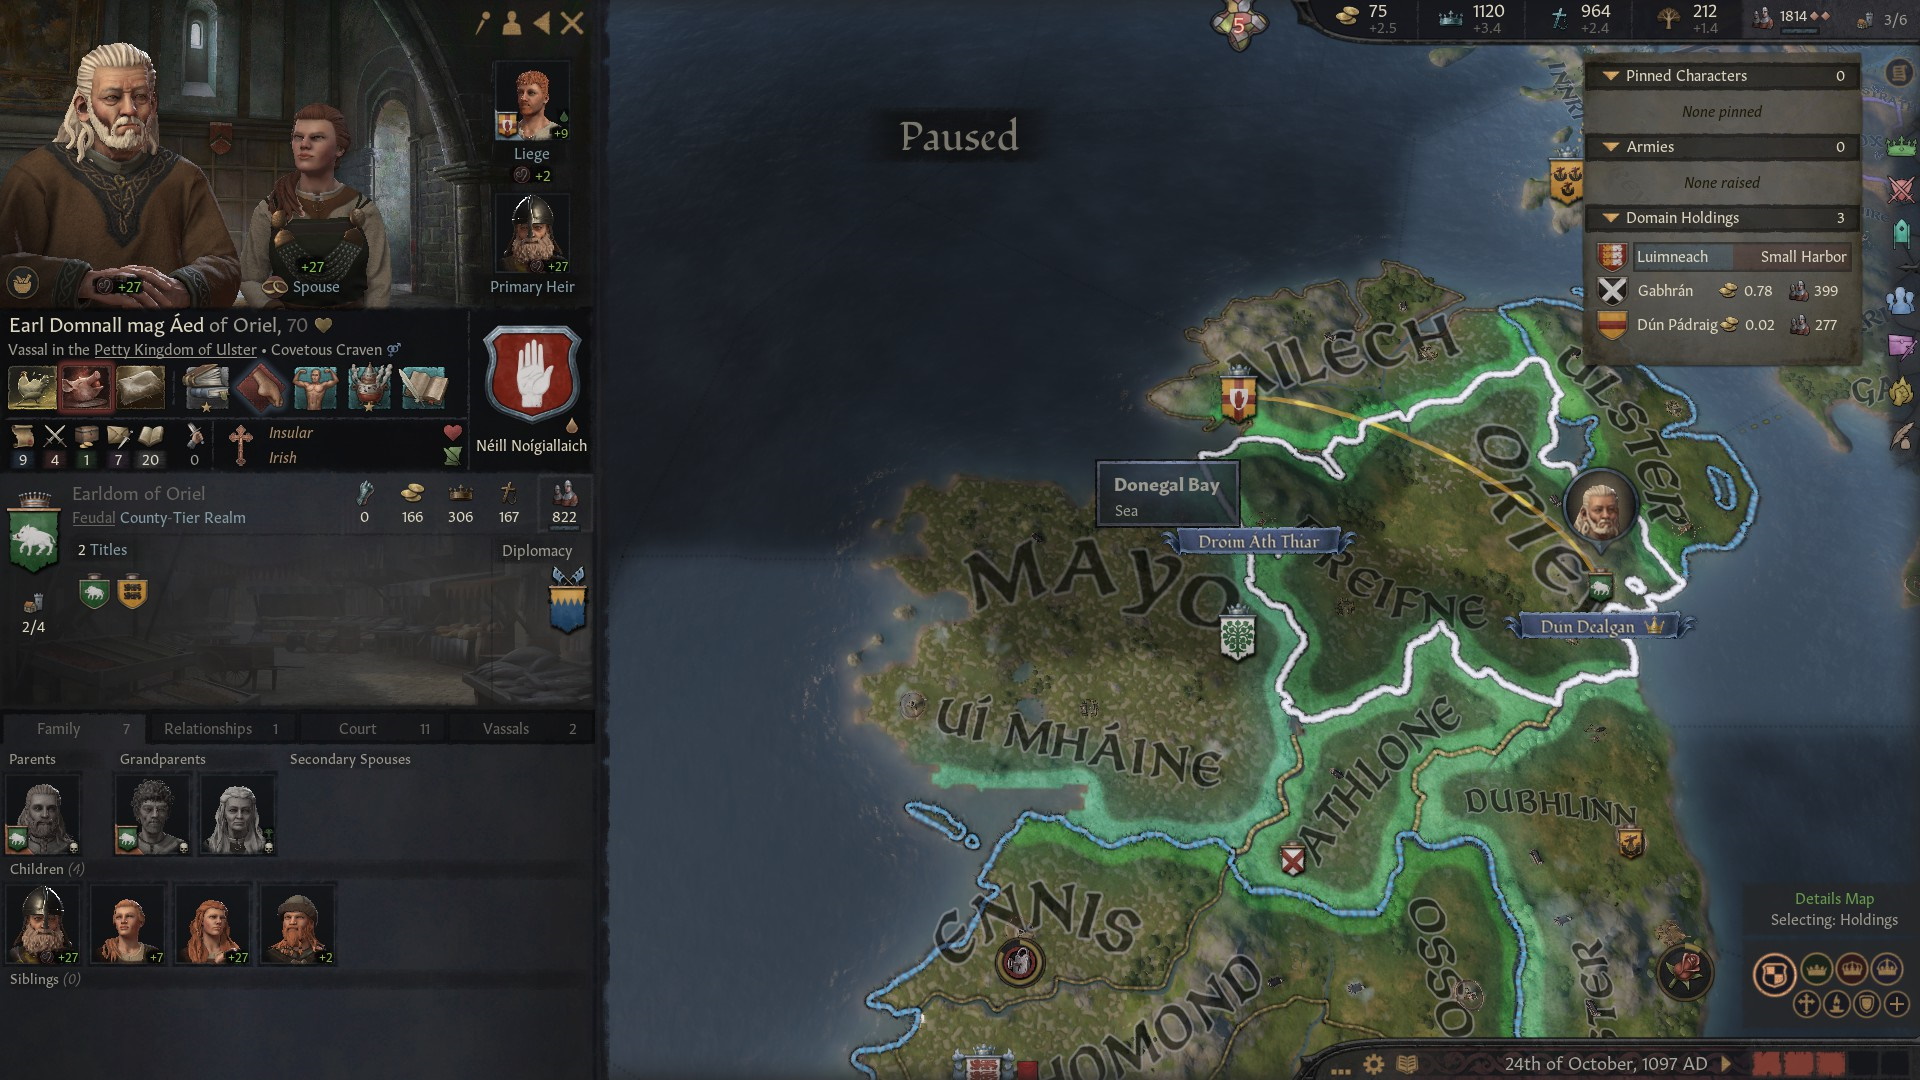 5
75
+2.5
1120
+3.4
964
+2.4
212
+1.4
1814
3/6
Pinned Characters 0
None pinned
Armies 0
None raised
Domain Holdings 3
Luimneach Small Harbor
Gabhrán 0.78 399
Dún Pádraig 0.02 277
Paused
+9
Liege
+2
+27
Primary Heir
+27
+27
Spouse
Earl Domnall mag Áed of Oriel, 70
Vassal in the Petty Kingdom of Ulster • Covetous Craven
9 4 1 7 20 0
Insular
Irish
Néill Noígiallaich
Earldom of Oriel
Feudal County-Tier Realm
0 166 306 167 822
2 Titles
Diplomacy
2/4
Family 7
Relationships 1
Court 11
Vassals 2
Parents
Grandparents
Secondary Spouses
Children (4)
+27 +7 +27 +2
Siblings (0)
AILECH
ULSTER
ORIEL
Donegal Bay
Sea
Droim Ath Thiar
MAYO
BREIFNE
Dún Dealgan
UÍ MHÁINE
ATHLONE
DUBHLINN
ENNIS
Details Map
Selecting: Holdings
24th of October, 1097 AD